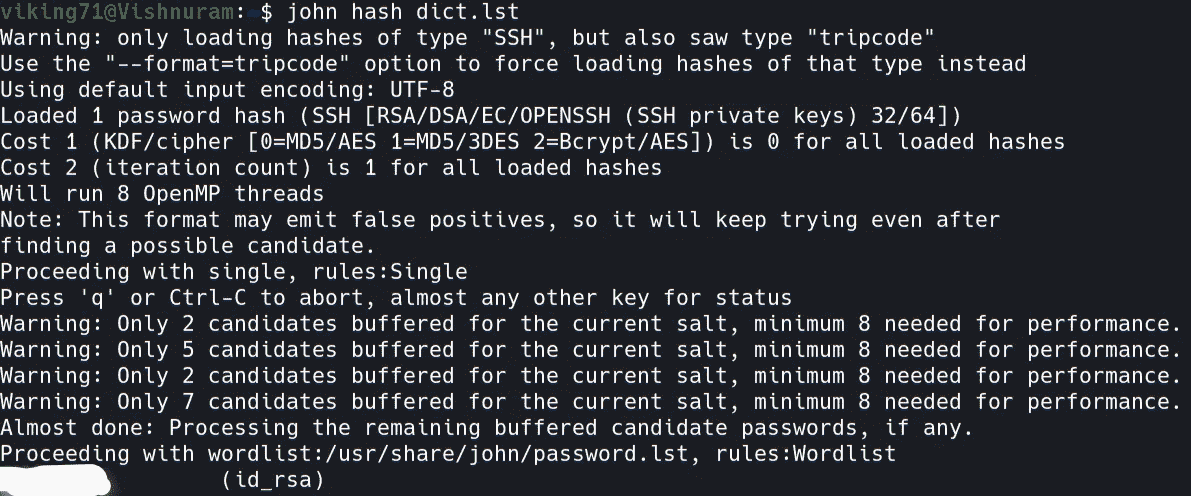 viking71@Vishnuram: $ john hash dict.lst
Warning: only loading hashes of type "SSH", but also saw type "tripcode"
Use the "--format=tripcode" option to force loading hashes of that type instead
Using default input encoding: UTF-8
Loaded 1 password hash (SSH [RSA/DSA/EC/OPENSSH (SSH private keys) 32/64])
Cost 1 (KDF/cipher [0=MD5/AES 1=MD5/3DES 2=Bcrypt/AES]) is 0 for all loaded hashes
Cost 2 (iteration count) is 1 for all loaded hashes
Will run 8 OpenMP threads
Note: This format may emit false positives, so it will keep trying even after
finding a possible candidate.
Proceeding with single, rules:Single
Press 'q' or Ctrl-C to abort, almost any other key for status
Warning: Only 2 candidates buffered for the current salt, minimum 8 needed for performance.
Warning: Only 5 candidates buffered for the current salt, minimum 8 needed for performance.
Warning: Only 2 candidates buffered for the current salt, minimum 8 needed for performance.
Warning: Only 7 candidates buffered for the current salt, minimum 8 needed for performance.
Almost done: Processing the remaining buffered candidate passwords, if any.
Proceeding with wordlist:/usr/share/john/password.lst, rules:Wordlist
(id_rsa)